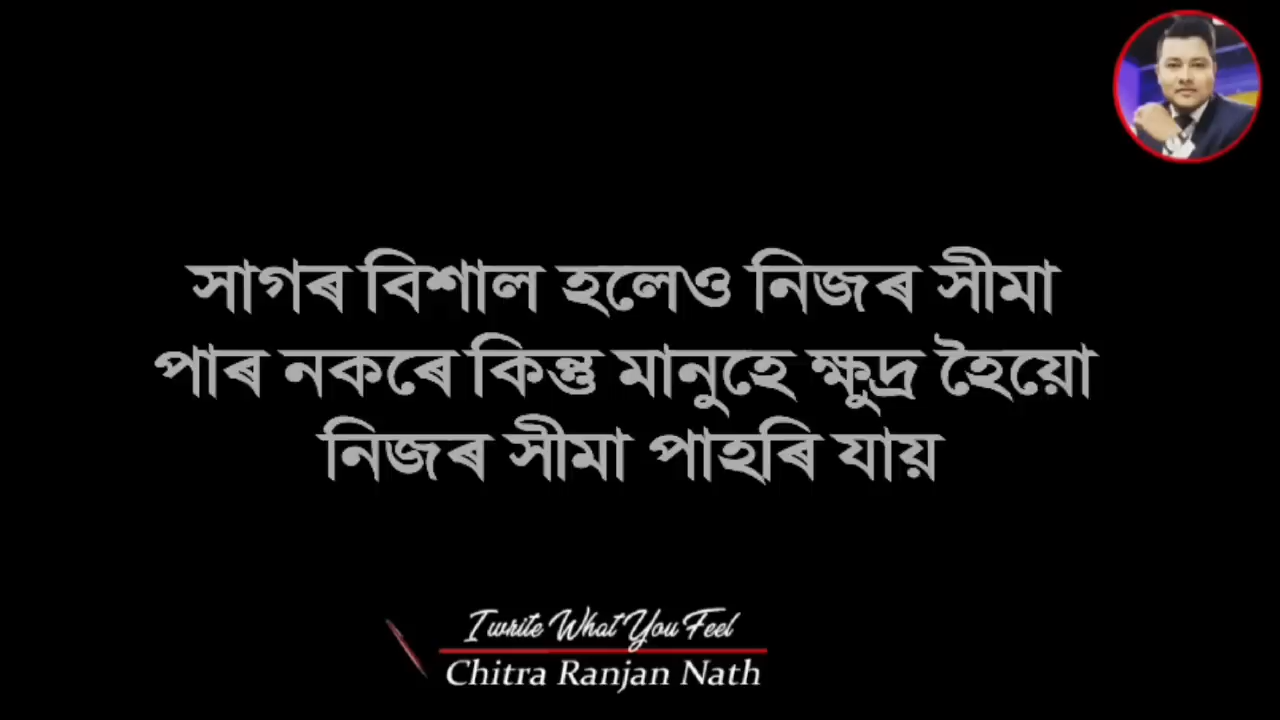 সাগৰ বিশাল হলেও নিজৰ সীমা
পাৰ নকৰে কিন্তু মানুহে ক্ষুদ্ৰ হৈয়ো
নিজৰ সীমা পাহৰি যায়
I write What You Feel
Chitra Ranjan Nath